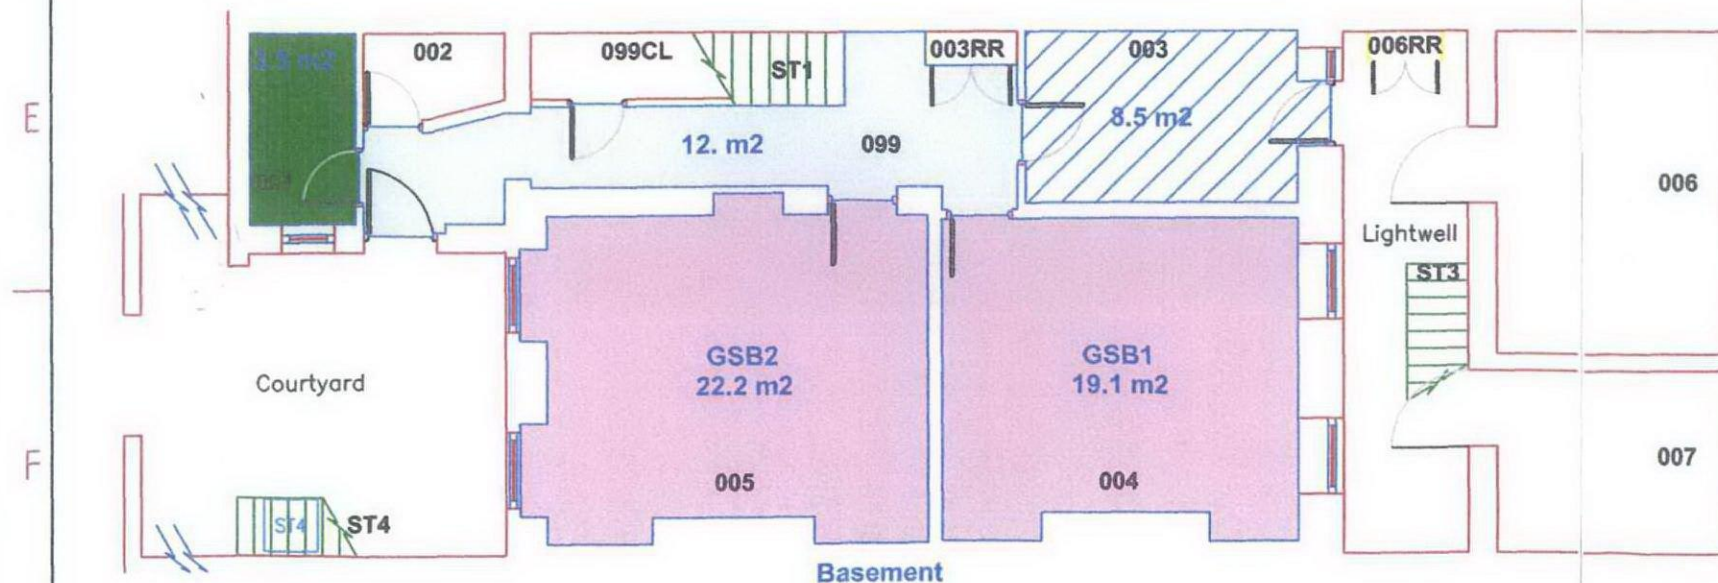 E
002
099CL
ST1
003RR
003
006RR
8.5 m2
12. m2
099
006
Lightwell
ST3
GSB2
22.2 m2
GSB1
19.1 m2
Courtyard
F
005
004
007
ST4
ST4
Basement